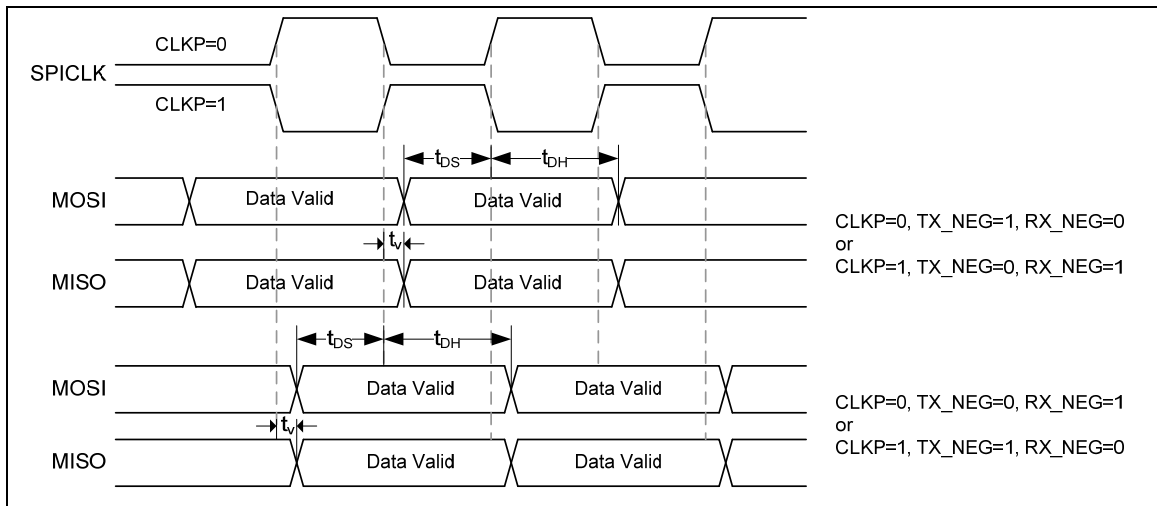 CLKP=0
SPICLK
CLKP=1
tDS tDH
MOSI Data Valid Data Valid
CLKP=0, TX_NEG=1, RX_NEG=0
or
CLKP=1, TX_NEG=0, RX_NEG=1
tv
MISO Data Valid Data Valid
tDS tDH
MOSI Data Valid Data Valid
CLKP=0, TX_NEG=0, RX_NEG=1
or
CLKP=1, TX_NEG=1, RX_NEG=0
tv
MISO Data Valid Data Valid